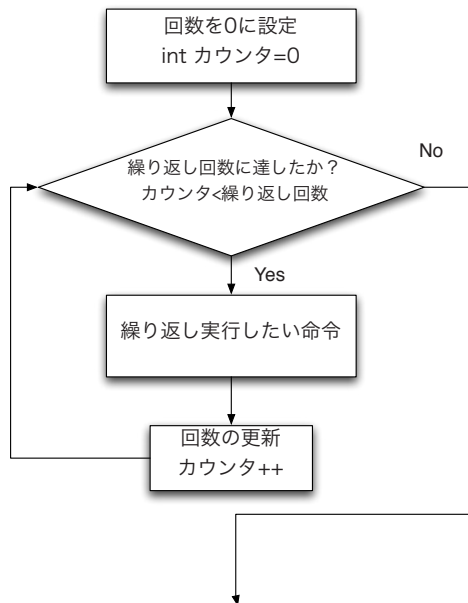 回数を0に設定
int カウンタ=0
繰り返し回数に達したか？
カウンタ<繰り返し回数
No
Yes
繰り返し実行したい命令
回数の更新
カウンタ++